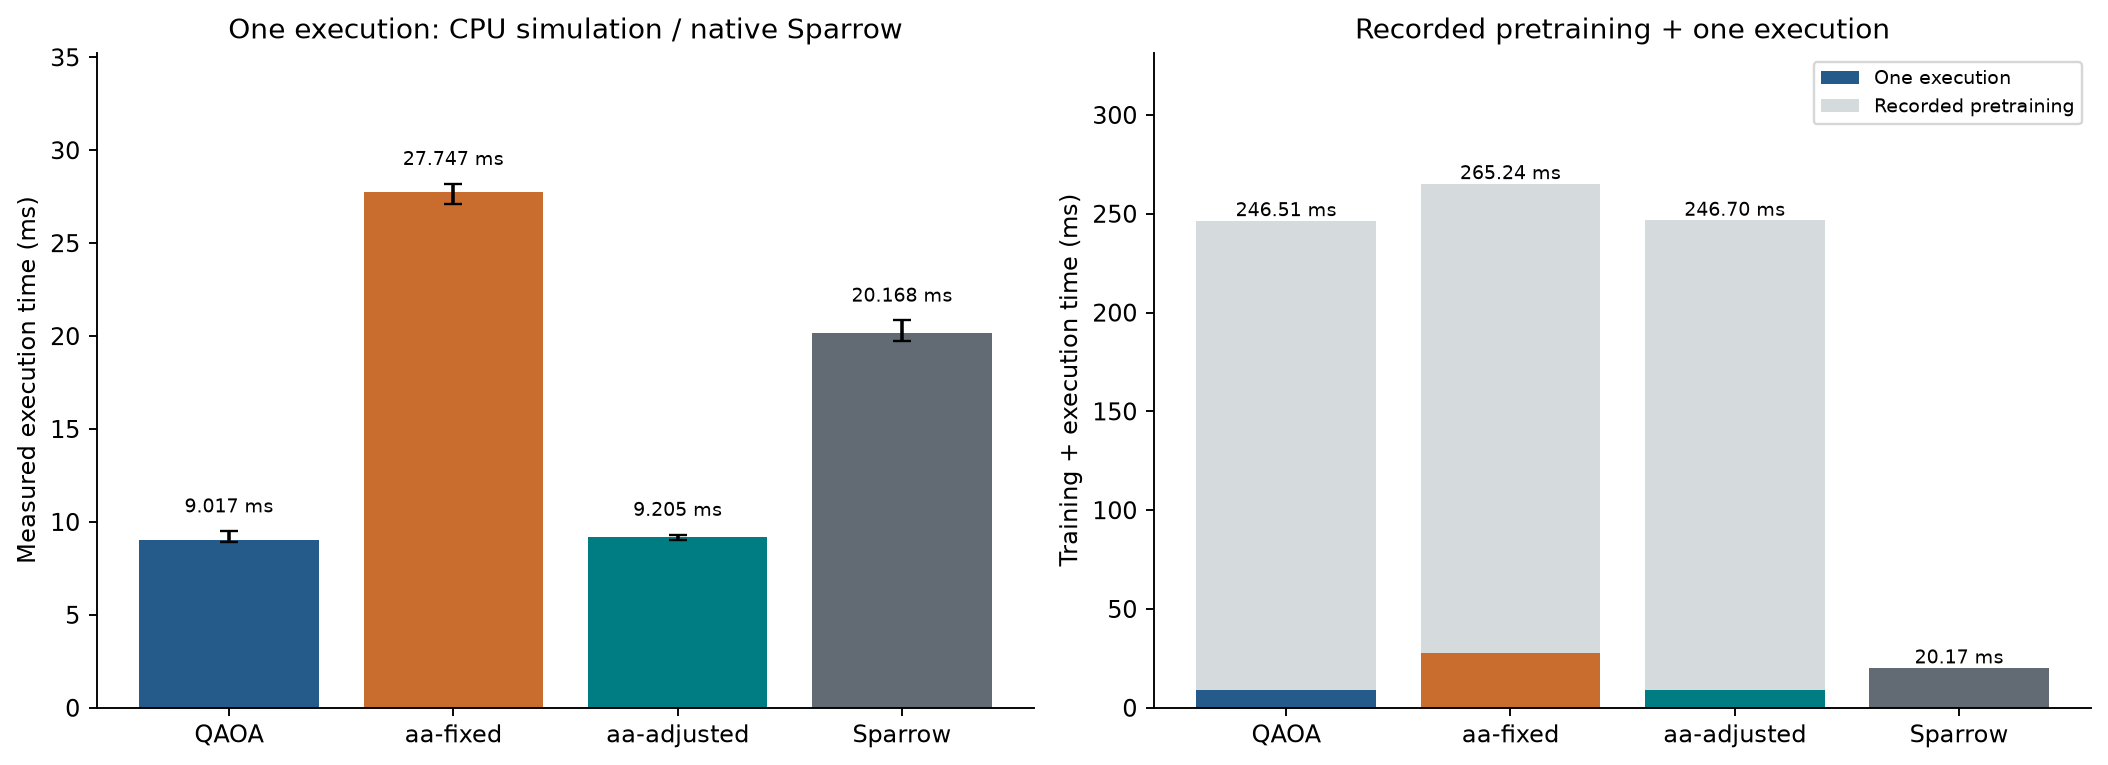 One execution: CPU simulation / native Sparrow
Measured execution time (ms)
35
30
25
20
15
10
5
0
9.017 ms
27.747 ms
9.205 ms
20.168 ms
QAOA
aa-fixed
aa-adjusted
Sparrow
Recorded pretraining + one execution
Training + execution time (ms)
300
250
200
150
100
50
0
One execution
Recorded pretraining
246.51 ms
265.24 ms
246.70 ms
20.17 ms
QAOA
aa-fixed
aa-adjusted
Sparrow